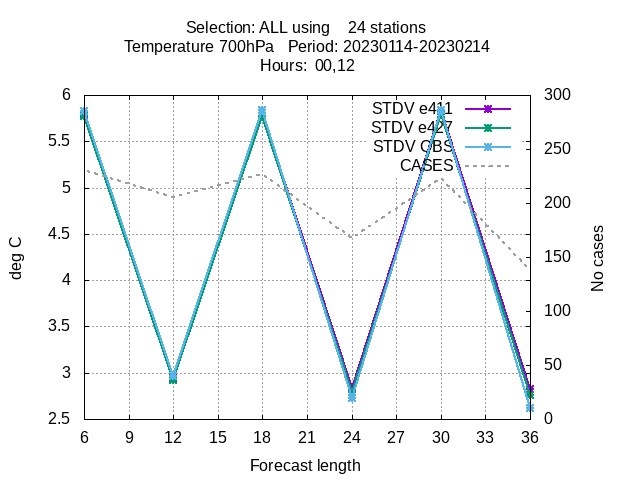 Selection: ALL using    24 stations
Temperature 700hPa   Period: 20230114-20230214
Hours:  00,12
6
5.5
5
4.5
4
3.5
3
2.5
deg C
300
250
200
150
100
50
0
No cases
STDV e411
STDV e427
STDV OBS
CASES
6 9 12 15 18 21 24 27 30 33 36
Forecast length